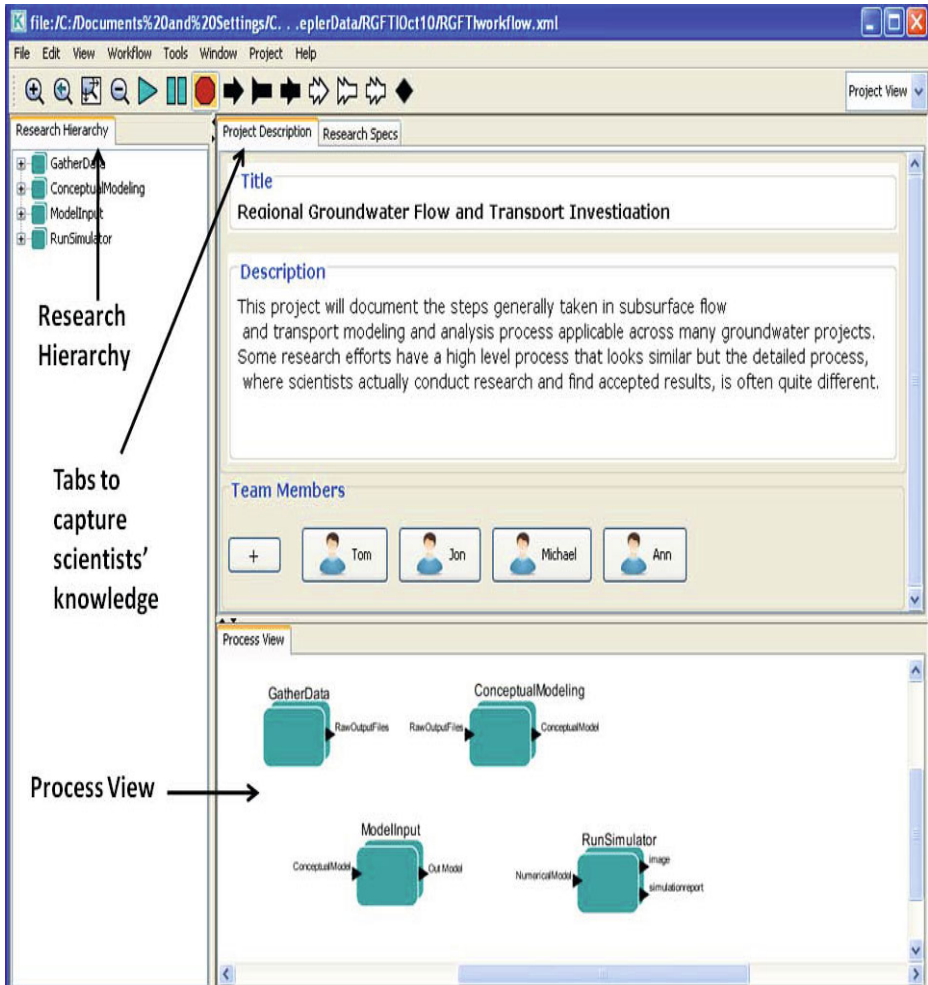 file:/C:/Documents%20and%20Settings/C. . .eplerData/RGFTIOct10/RGFTIworkflow.xml
File Edit View Workflow Tools Window Project Help
Project View
Research Hierarchy
GatherData
ConceptualModeling
ModelInput
RunSimulator
Research
Hierarchy
Tabs to
capture
scientists’
knowledge
Process View
Project Description Research Specs
Title
Regional Groundwater Flow and Transport Investigation
Description
This project will document the steps generally taken in subsurface flow
and transport modeling and analysis process applicable across many groundwater projects.
Some research efforts have a high level process that looks similar but the detailed process,
where scientists actually conduct research and find accepted results, is often quite different.
Team Members
+ Tom Jon Michael Ann
Process View
GatherData
RawOutputFiles
ConceptualModeling
RawOutputFiles
ConceptualModel
ModelInput
ConceptualModel
Out Model
RunSimulator
NumericalModel
image
simulationreport